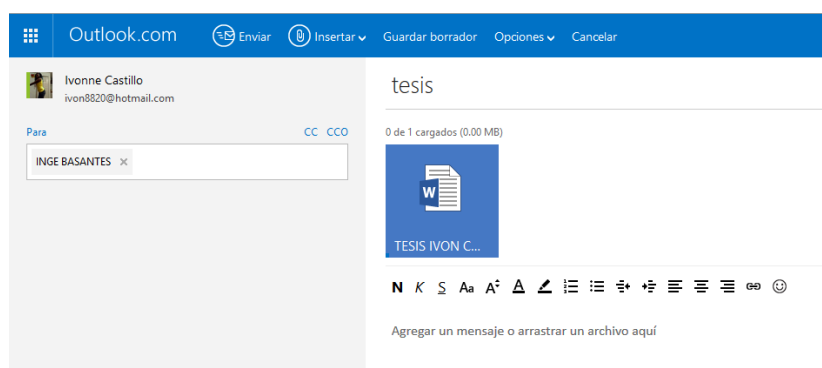 Outlook.com Enviar Insertar Guardar borrador Opciones Cancelar
Ivonne Castillo
ivon8820@hotmail.com
Para CC CCO
INGE BASANTES ×
tesis
0 de 1 cargados (0.00 MB)
W
TESIS IVON C...
N K S Aa A A
Agregar un mensaje o arrastrar un archivo aquí